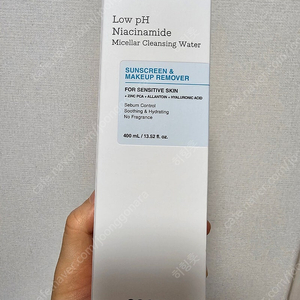 Low pH
Niacinamide
Micellar Cleansing Water
SUNSCREEN &
MAKEUP REMOVER
FOR SENSITIVE SKIN
+ ZINC PCA + ALLANTOIN + HYALURONIC ACID
Sebum Control
Soothing & Hydrating
No Fragrance
400 mL / 13.52 fl. oz.